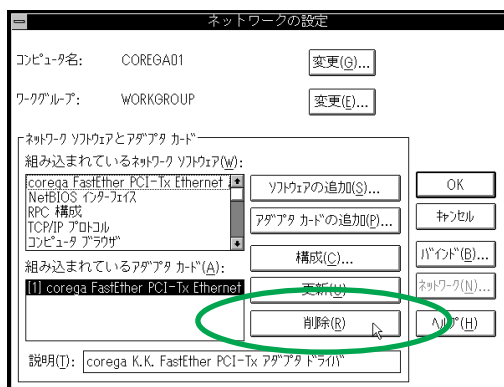 ネットワークの設定
コンピュータ名: COREGA01 変更(G)...
ワークグループ: WORKGROUP 変更(E)...
ネットワーク ソフトウェアとアダプタ カード
組み込まれているネットワーク ソフトウェア(W):
corega FastEther PCI-Tx Ethernet
NetBIOS インターフェイス
RPC 構成
TCP/IP プロトコル
コンピュータ ブラウザ
組み込まれているアダプタ カード(A):
[1] corega FastEther PCI-Tx Ethernet
ソフトウェアの追加(S)...
アダプタ カードの追加(P)...
構成(C)...
更新(U)
削除(R)
OK
キャンセル
バインド(B)...
ネットワーク(N)...
ヘルプ(H)
説明(T): corega K.K. FastEther PCI-Tx アダプタ ドライバ